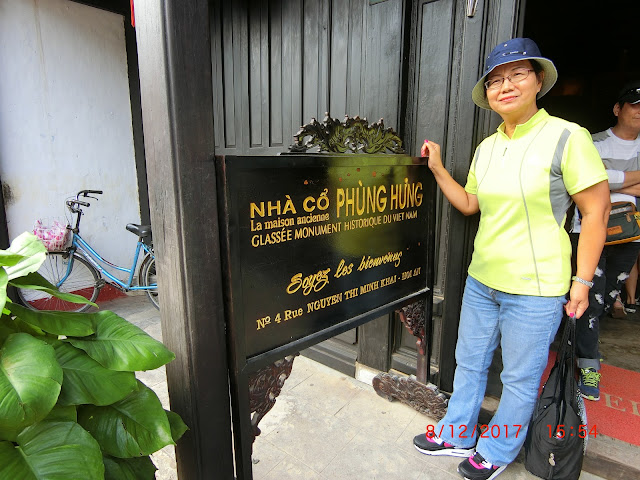 NHÀ CỔ PHÙNG HƯNG
La maison ancienne
GLASSÉE MONUMENT HISTORIQUE DU VIET NAM
Soyez les bienvenus
Nº 4 Rue NGUYEN THI MINH KHAI - HOI AN
8/12/2017 15:54